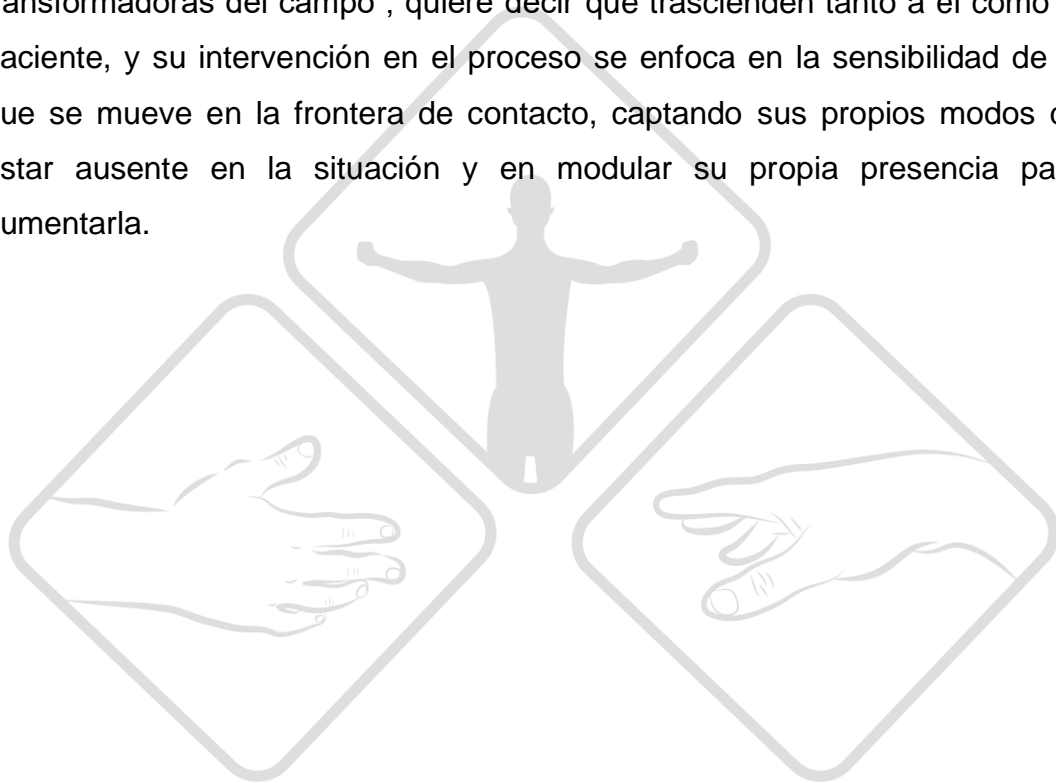 ansformadoras del campo", quiere decir que trascienden tanto a él como
aciente, y su intervención en el proceso se enfoca en la sensibilidad de
ue se mueve en la frontera de contacto, captando sus propios modos
star ausente en la situación y en modular su propia presencia pa
umentarla.